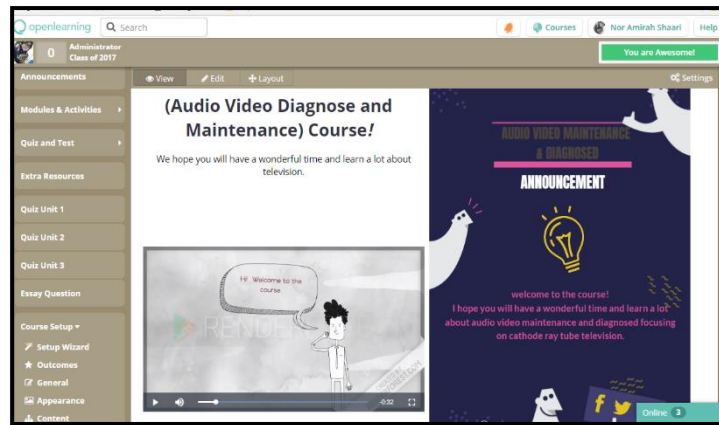 openlearning
Search
Courses
Nor Amirah Shaari
Help
0
Administrator
Class of 2017
You are Awesome!
Announcements
View
Edit
Layout
Settings
Modules & Activities
Quiz and Test
Extra Resources
Quiz Unit 1
Quiz Unit 2
Quiz Unit 3
Essay Question
Course Setup
Setup Wizard
Outcomes
General
Appearance
Content
(Audio Video Diagnose and
Maintenance) Course!
We hope you will have a wonderful time and learn a lot about
television.
Hi! Welcome to the
course
RENDER
-0:32
AUDIO VIDEO MAINTENANCE
& DIAGNOSED
ANNOUNCEMENT
welcome to the course!
I hope you will have a wonderful time and learn a lot
about audio video maintenance and diagnosed focusing
on cathode ray tube television.
Online 3